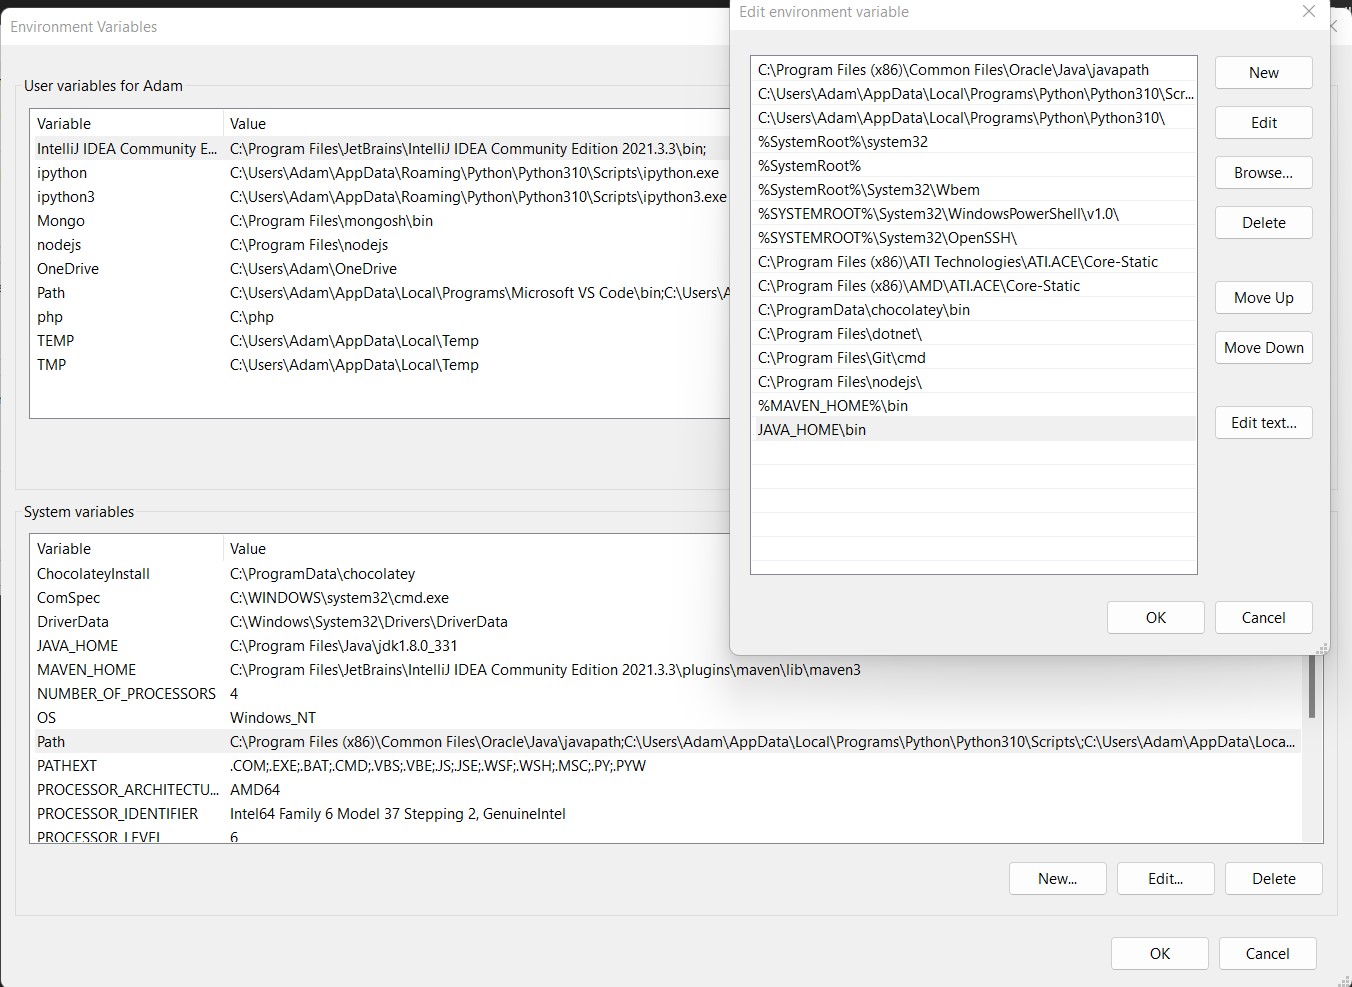 Environment Variables
User variables for Adam
Variable Value
IntelliJ IDEA Community E... C:\Program Files\JetBrains\IntelliJ IDEA Community Edition 2021.3.3\bin;
ipython C:\Users\Adam\AppData\Roaming\Python\Python310\Scripts\ipython.exe
ipython3 C:\Users\Adam\AppData\Roaming\Python\Python310\Scripts\ipython3.exe
Mongo C:\Program Files\mongosh\bin
nodejs C:\Program Files\nodejs
OneDrive C:\Users\Adam\OneDrive
Path C:\Users\Adam\AppData\Local\Programs\Microsoft VS Code\bin;C:\Users\A
php C:\php
TEMP C:\Users\Adam\AppData\Local\Temp
TMP C:\Users\Adam\AppData\Local\Temp
Edit environment variable
C:\Program Files (x86)\Common Files\Oracle\Java\javapath
C:\Users\Adam\AppData\Local\Programs\Python\Python310\Scr...
C:\Users\Adam\AppData\Local\Programs\Python\Python310\
%SystemRoot%\system32
%SystemRoot%
%SystemRoot%\System32\Wbem
%SYSTEMROOT%\System32\WindowsPowerShell\v1.0\
%SYSTEMROOT%\System32\OpenSSH\
C:\Program Files (x86)\ATI Technologies\ATI.ACE\Core-Static
C:\Program Files (x86)\AMD\ATI.ACE\Core-Static
C:\ProgramData\chocolatey\bin
C:\Program Files\dotnet\
C:\Program Files\Git\cmd
C:\Program Files\nodejs\
%MAVEN_HOME%\bin
JAVA_HOME\bin
New
Edit
Browse...
Delete
Move Up
Move Down
Edit text...
OK Cancel
System variables
Variable Value
ChocolateyInstall C:\ProgramData\chocolatey
ComSpec C:\WINDOWS\system32\cmd.exe
DriverData C:\Windows\System32\Drivers\DriverData
JAVA_HOME C:\Program Files\Java\jdk1.8.0_331
MAVEN_HOME C:\Program Files\JetBrains\IntelliJ IDEA Community Edition 2021.3.3\plugins\maven\lib\maven3
NUMBER_OF_PROCESSORS 4
OS Windows_NT
Path C:\Program Files (x86)\Common Files\Oracle\Java\javapath;C:\Users\Adam\AppData\Local\Programs\Python\Python310\Scripts\;C:\Users\Adam\AppData\Loca...
PATHEXT .COM;.EXE;.BAT;.CMD;.VBS;.VBE;.JS;.JSE;.WSF;.WSH;.MSC;.PY;.PYW
PROCESSOR_ARCHITECTU... AMD64
PROCESSOR_IDENTIFIER Intel64 Family 6 Model 37 Stepping 2, GenuineIntel
PROCESSOR_LEVEL 6
New... Edit... Delete
OK Cancel